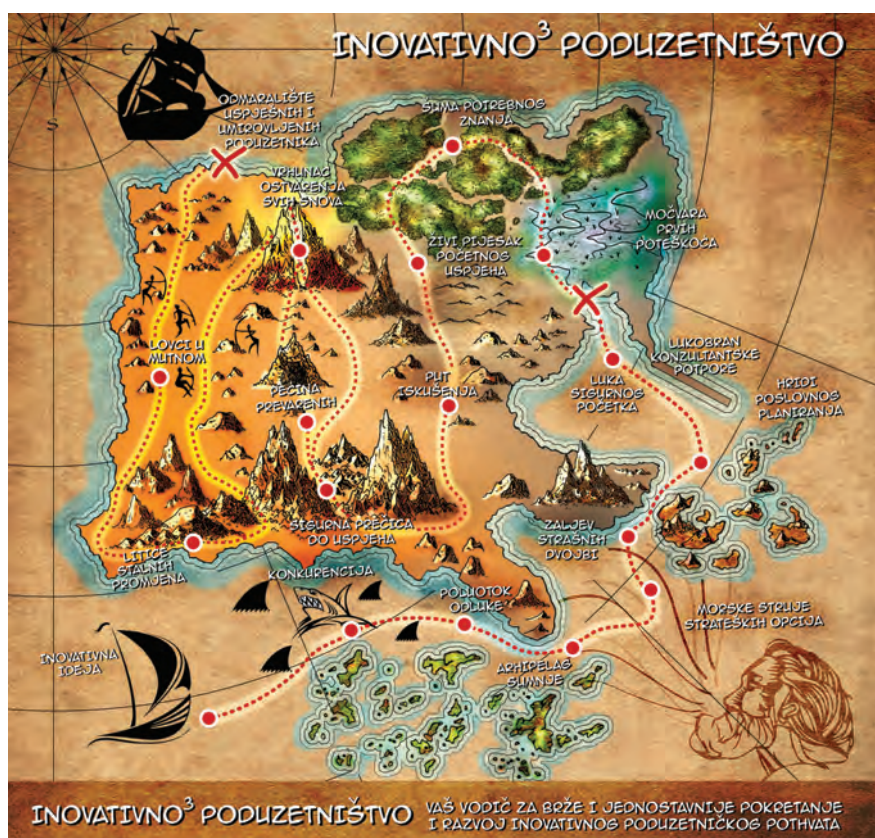 INOVATIVNO³ PODUZETNIŠTVO
C
S
ODMARALIŠTE
USPJEŠNIH I
UMIROVLJENIH
PODUZETNIKA
ŠUMA POTREBNOG
ZNANJA
VRHUNAC
OSTVARENJA
SVIH SNOVA
MOČVARA
PRVIH
POTEŠKOĆA
ŽIVI PIJESAK
POČETNOG
USPJEHA
LOVCI U
MUTNOM
LUKOBRAN
KONZULTANTSKE
POTPORE
PEĆINA
PREVARENIH
PUT
ISKUŠENJA
LUKA
SIGURNOG
POČETKA
HRIDI
POSLOVNOG
PLANIRANJA
SIGURNA PREČICA
DO USPJEHA
ZALJEV
STRAŠNIH
DVOJBI
LITICE
STALNIH
PROMJENA
KONKURENCIJA
POLUOTOK
ODLUKE
MORSKE STRUJE
STRATEŠKIH OPCIJA
INOVATIVNA
IDEJA
ARHIPELAG
SUMNJE
INOVATIVNO³ PODUZETNIŠTVO
VAŠ VODIČ ZA BRŽE I JEDNOSTAVNIJE POKRETANJE
I RAZVOJ INOVATIVNOG PODUZETNIČKOG POTHVATA